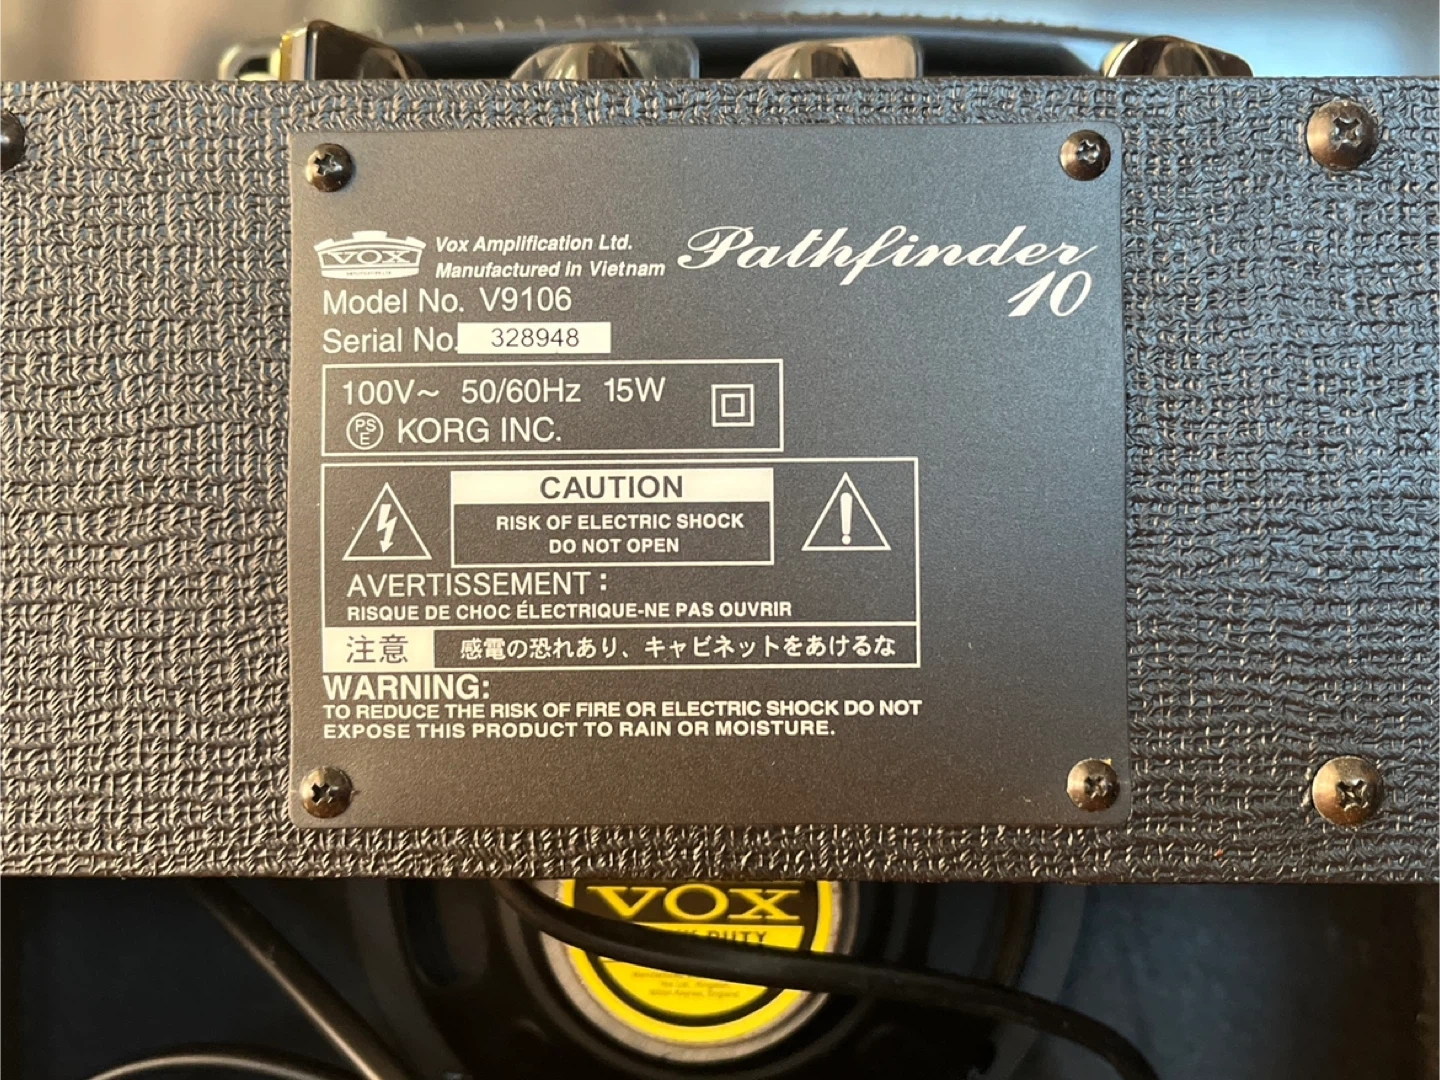 VOX
Vox Amplification Ltd.
Manufactured in Vietnam
Pathfinder
10
Model No. V9106
Serial No. 328948
100V~ 50/60Hz 15W
PS
E
KORG INC.
CAUTION
RISK OF ELECTRIC SHOCK
DO NOT OPEN
AVERTISSEMENT :
RISQUE DE CHOC ÉLECTRIQUE-NE PAS OUVRIR
注意 感電の恐れあり、キャビネットをあけるな
WARNING:
TO REDUCE THE RISK OF FIRE OR ELECTRIC SHOCK DO NOT
EXPOSE THIS PRODUCT TO RAIN OR MOISTURE.
VOX
DUTY